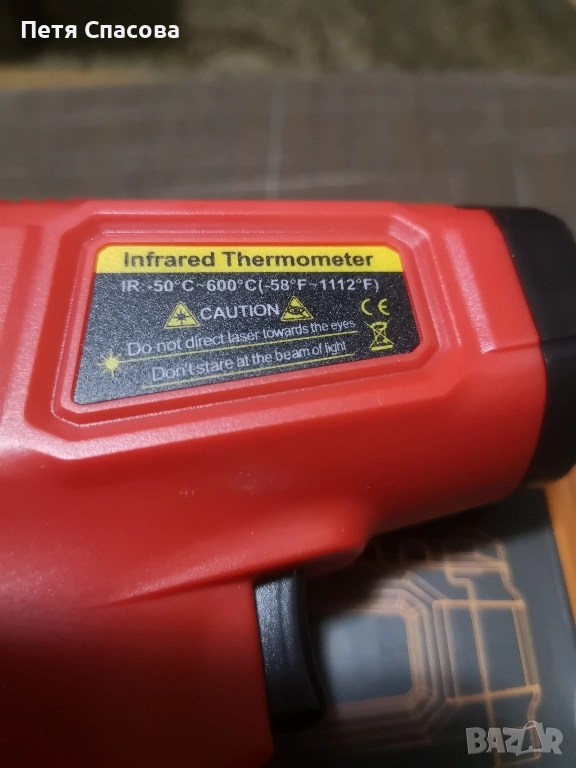 Петя Спасова
Infrared Thermometer
IR -50°C~600°C(-58°F~1112°F)
CAUTION CE
Do not direct laser towards the eyes
Don't stare at the beam of light
BAZAR